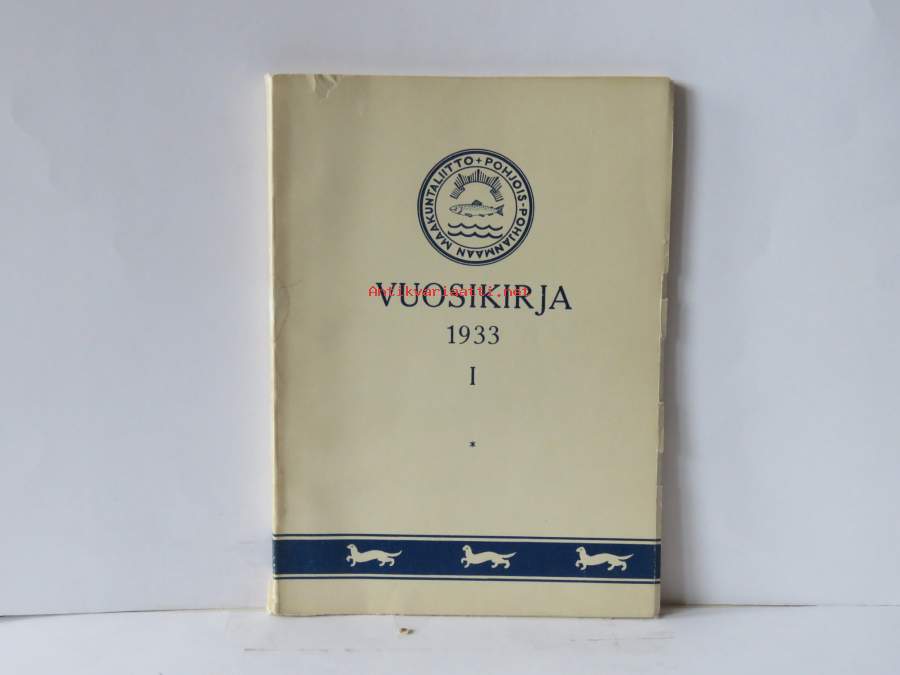 POHJOIS-POHJANMAAN MAAKUNTALIITTO +
VUOSIKIRJA
Antikvariaatti.net
1933
I
*